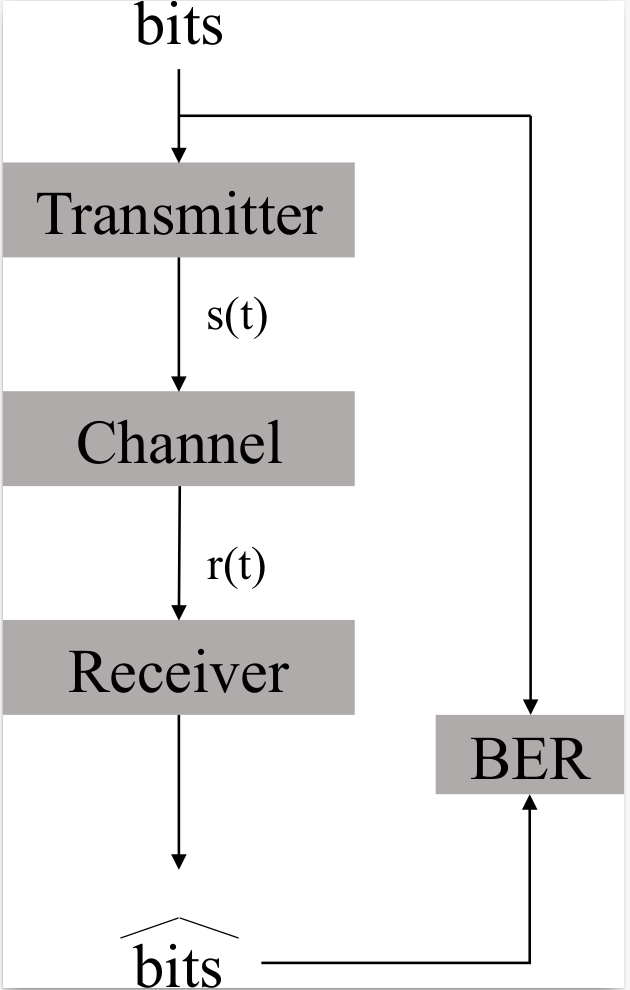 bits
Transmitter
s(t)
Channel
r(t)
Receiver
BER
bits